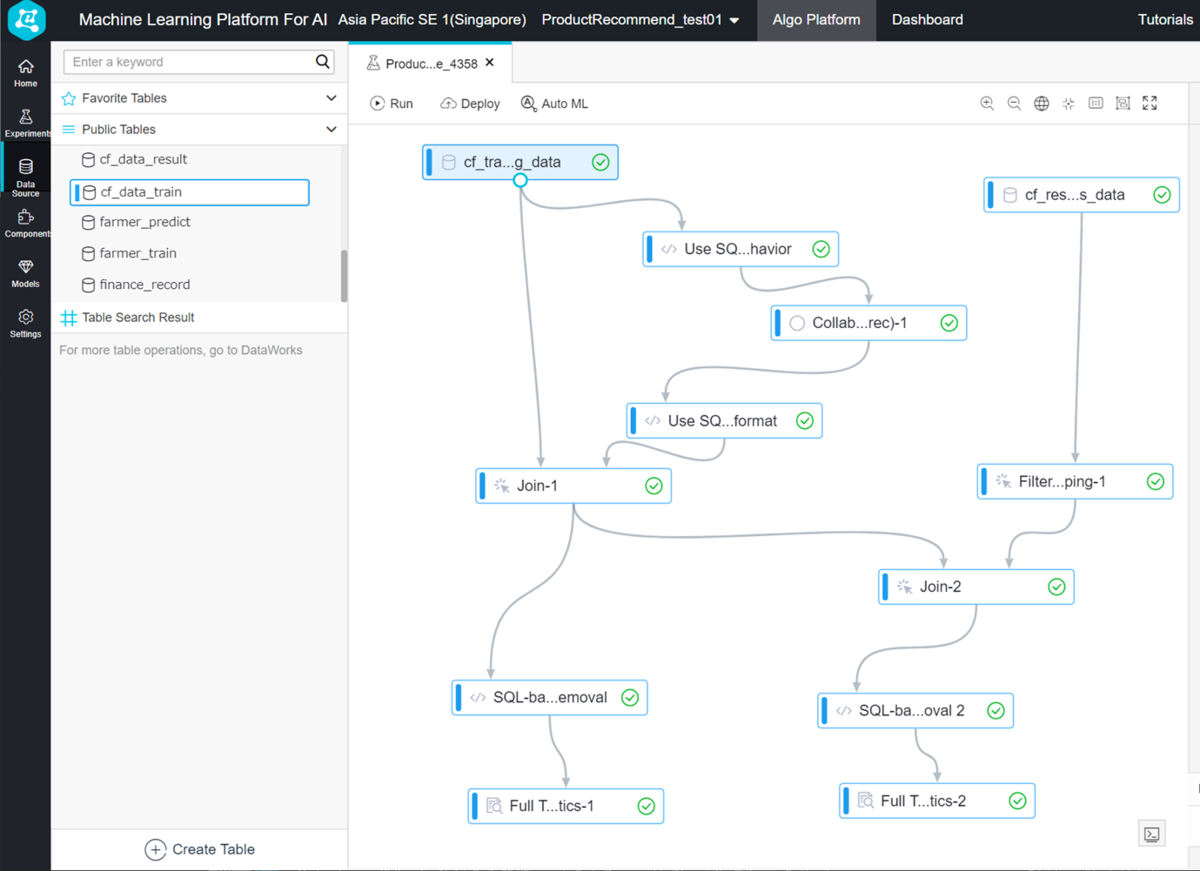 Machine Learning Platform For AI Asia Pacific SE 1(Singapore) ProductRecommend_test01 Algo Platform Dashboard Tutorials
Home
Experiments
Data
Source
Components
Models
Settings
Enter a keyword
Favorite Tables
Public Tables
cf_data_result
cf_data_train
farmer_predict
farmer_train
finance_record
Table Search Result
For more table operations, go to DataWorks
Create Table
Produc...e_4358
Run Deploy Auto ML
cf_tra...g_data
cf_res...s_data
Use SQ...havior
Collab...rec)-1
Use SQ...format
Join-1
Filter...ping-1
Join-2
SQL-ba...emoval
SQL-ba...oval 2
Full T...tics-1
Full T...tics-2